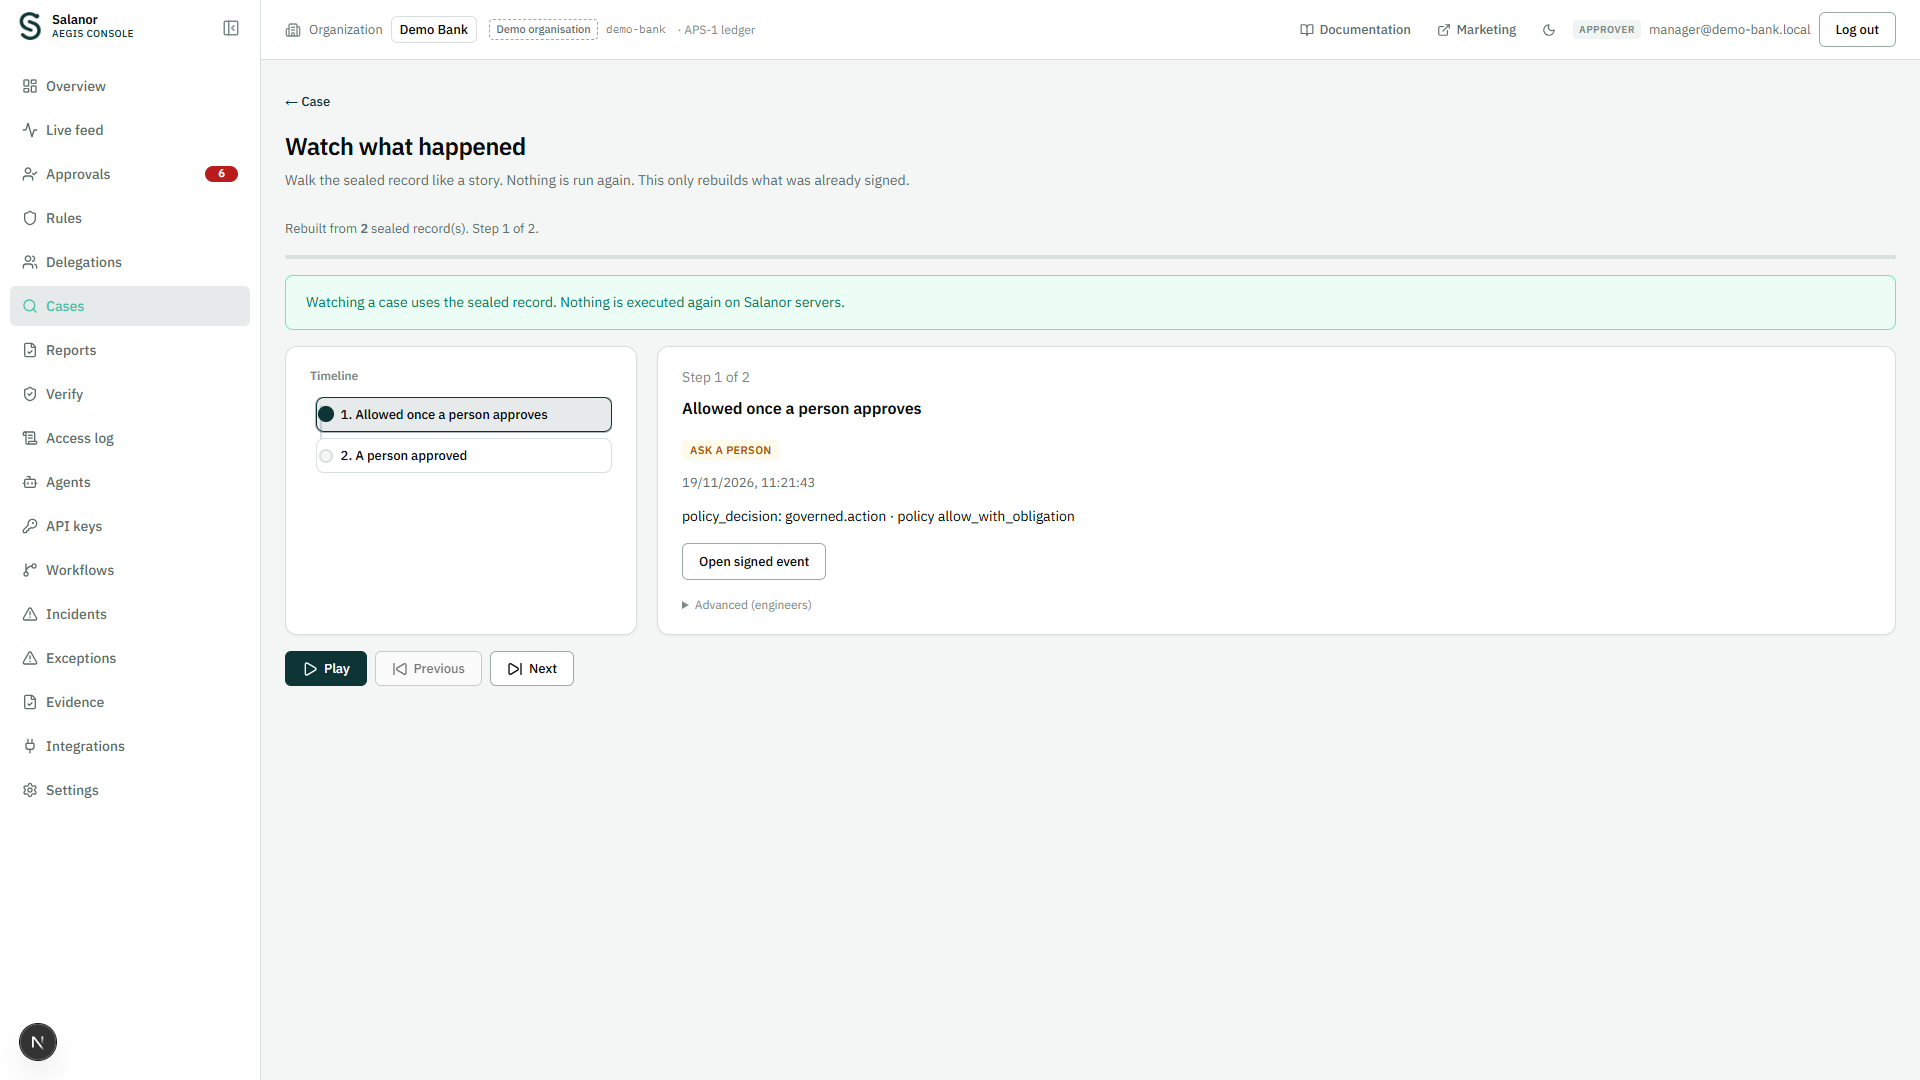 Salanor
AEGIS CONSOLE
Organization
Demo Bank
Demo organisation
demo-bank
· APS-1 ledger
Documentation
Marketing
APPROVER
manager@demo-bank.local
Log out
Overview
Live feed
Approvals
6
Rules
Delegations
Cases
Reports
Verify
Access log
Agents
API keys
Workflows
Incidents
Exceptions
Evidence
Integrations
Settings
N
← Case
Watch what happened
Walk the sealed record like a story. Nothing is run again. This only rebuilds what was already signed.
Rebuilt from 2 sealed record(s). Step 1 of 2.
Watching a case uses the sealed record. Nothing is executed again on Salanor servers.
Timeline
1. Allowed once a person approves
2. A person approved
Step 1 of 2
Allowed once a person approves
ASK A PERSON
19/11/2026, 11:21:43
policy_decision: governed.action · policy allow_with_obligation
Open signed event
Advanced (engineers)
Play
Previous
Next